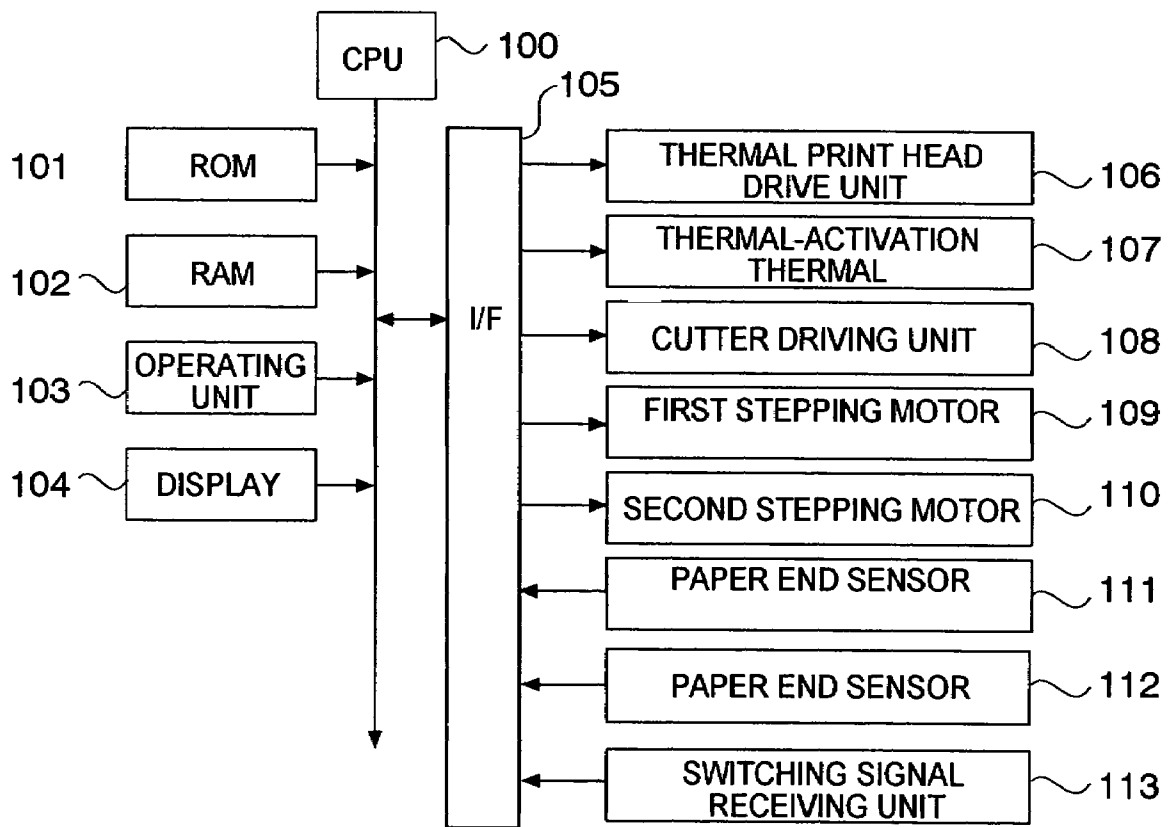 CPU
100
105
101
ROM
102
RAM
103
OPERATING
UNIT
104
DISPLAY
I/F
THERMAL PRINT HEAD
DRIVE UNIT
106
THERMAL-ACTIVATION
THERMAL
107
CUTTER DRIVING UNIT
108
FIRST STEPPING MOTOR
109
SECOND STEPPING MOTOR
110
PAPER END SENSOR
111
PAPER END SENSOR
112
SWITCHING SIGNAL
RECEIVING UNIT
113